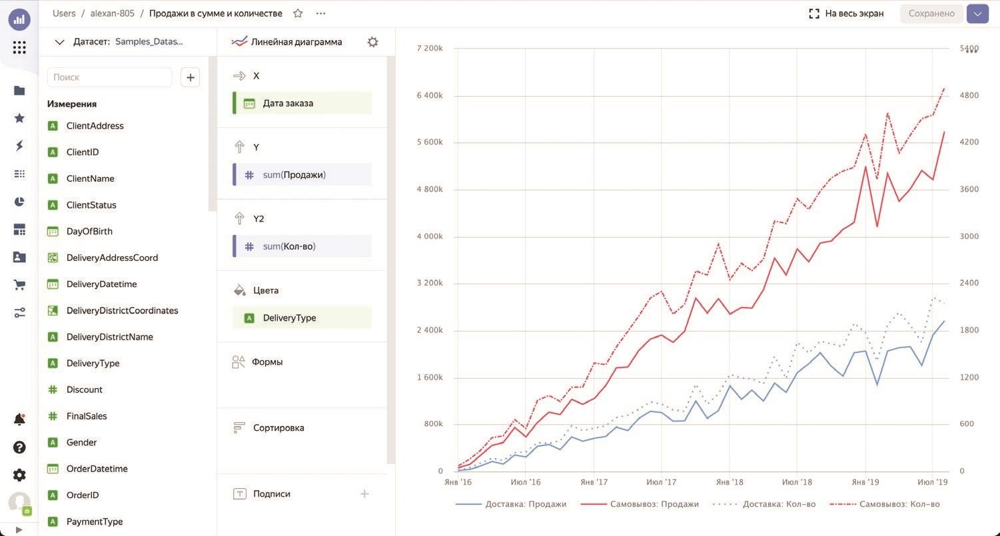 Users / alexan-805 / Продажи в сумме и количестве
На весь экран
Сохранено
Датасет: Samples_Datas...
Поиск
Измерения
ClientAddress
ClientID
ClientName
ClientStatus
DayOfBirth
DeliveryAddressCoord
DeliveryDatetime
DeliveryDistrictCoordinates
DeliveryDistrictName
DeliveryType
Discount
FinalSales
Gender
OrderDatetime
OrderID
PaymentType
Линейная диаграмма
X
Дата заказа
Y
sum(Продажи)
Y2
sum(Кол-во)
Цвета
DeliveryType
Формы
Сортировка
Подписи
7 200k
6 400k
5 600k
4 800k
4 000k
3 200k
2 400k
1 600k
800k
0
5400
4800
4200
3600
3000
2400
1800
1200
600
0
Янв '16 Июл '16 Янв '17 Июл '17 Янв '18 Июл '18 Янв '19 Июл '19
Доставка: Продажи Самовывоз: Продажи Доставка: Кол-во Самовывоз: Кол-во